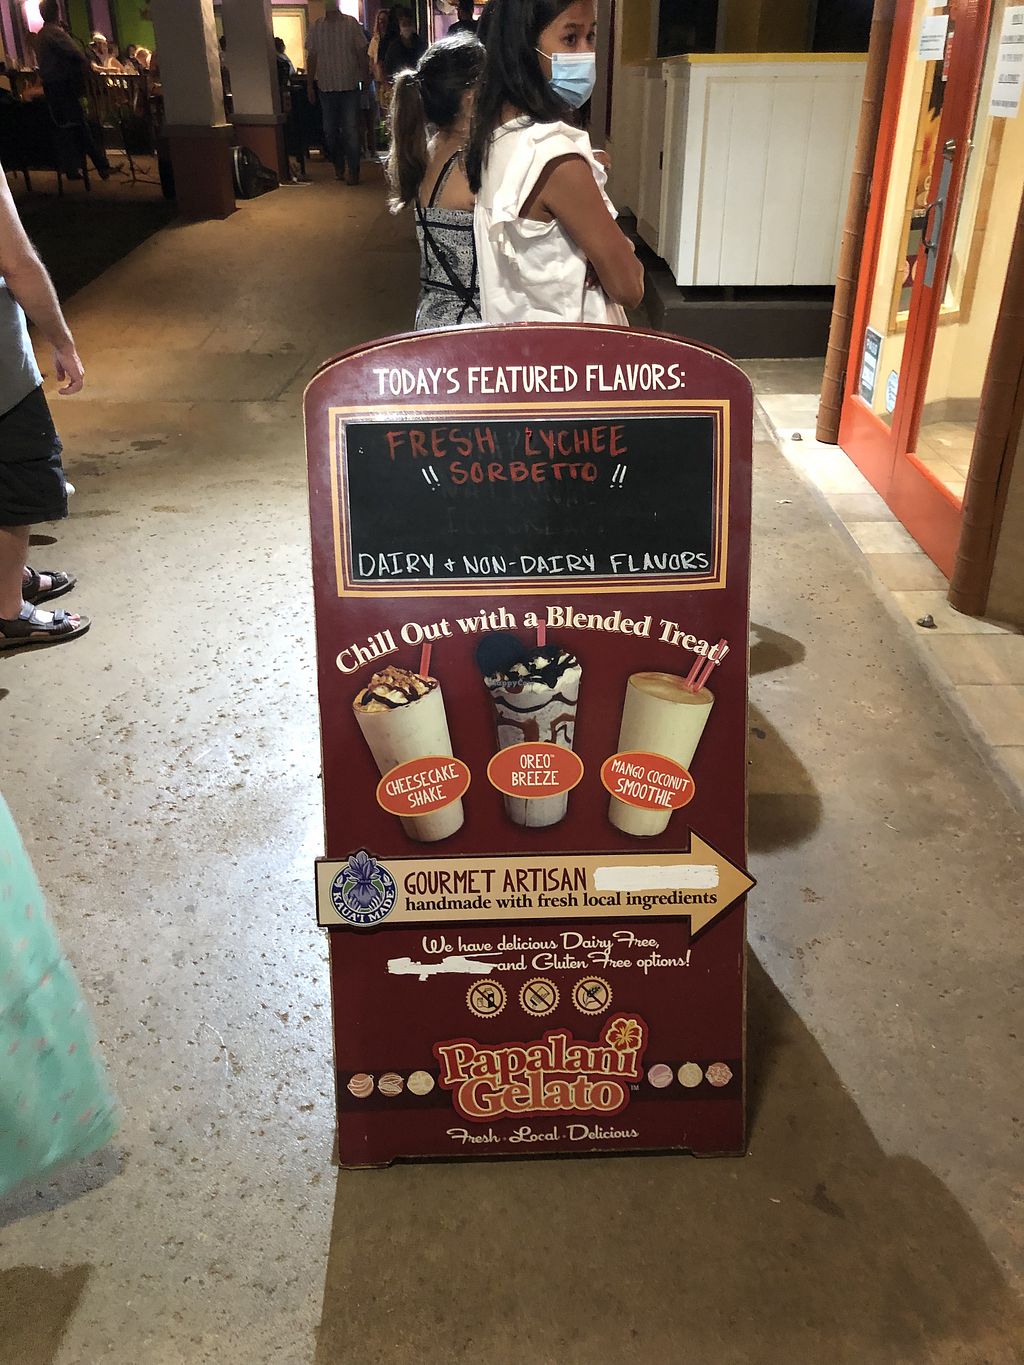 TODAY'S FEATURED FLAVORS:
FRESH LYCHEE
!! SORBETTO !!
DAIRY + NON-DAIRY FLAVORS
Chill Out with a Blended Treat!
CHEESECAKE
SHAKE
OREO
BREEZE
MANGO COCONUT
SMOOTHIE
KAUA'I MADE
GOURMET ARTISAN
handmade with fresh local ingredients
We have delicious Dairy Free,
and Gluten Free options!
Papalani
Gelato TM
Fresh · Local · Delicious